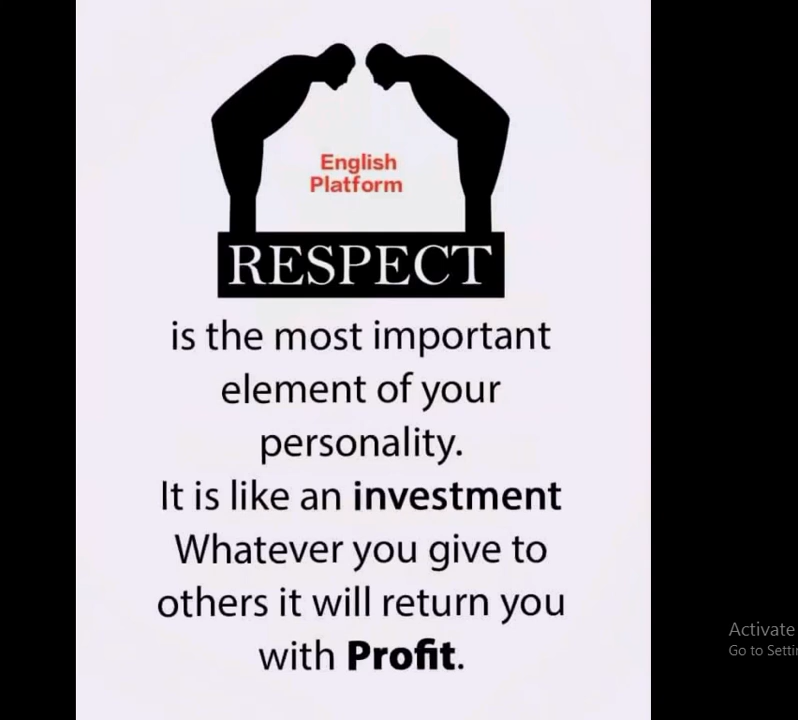 English
Platform
RESPECT
is the most important
element of your
personality.
It is like an investment
Whatever you give to
others it will return you
with Profit.
Activate
Go to